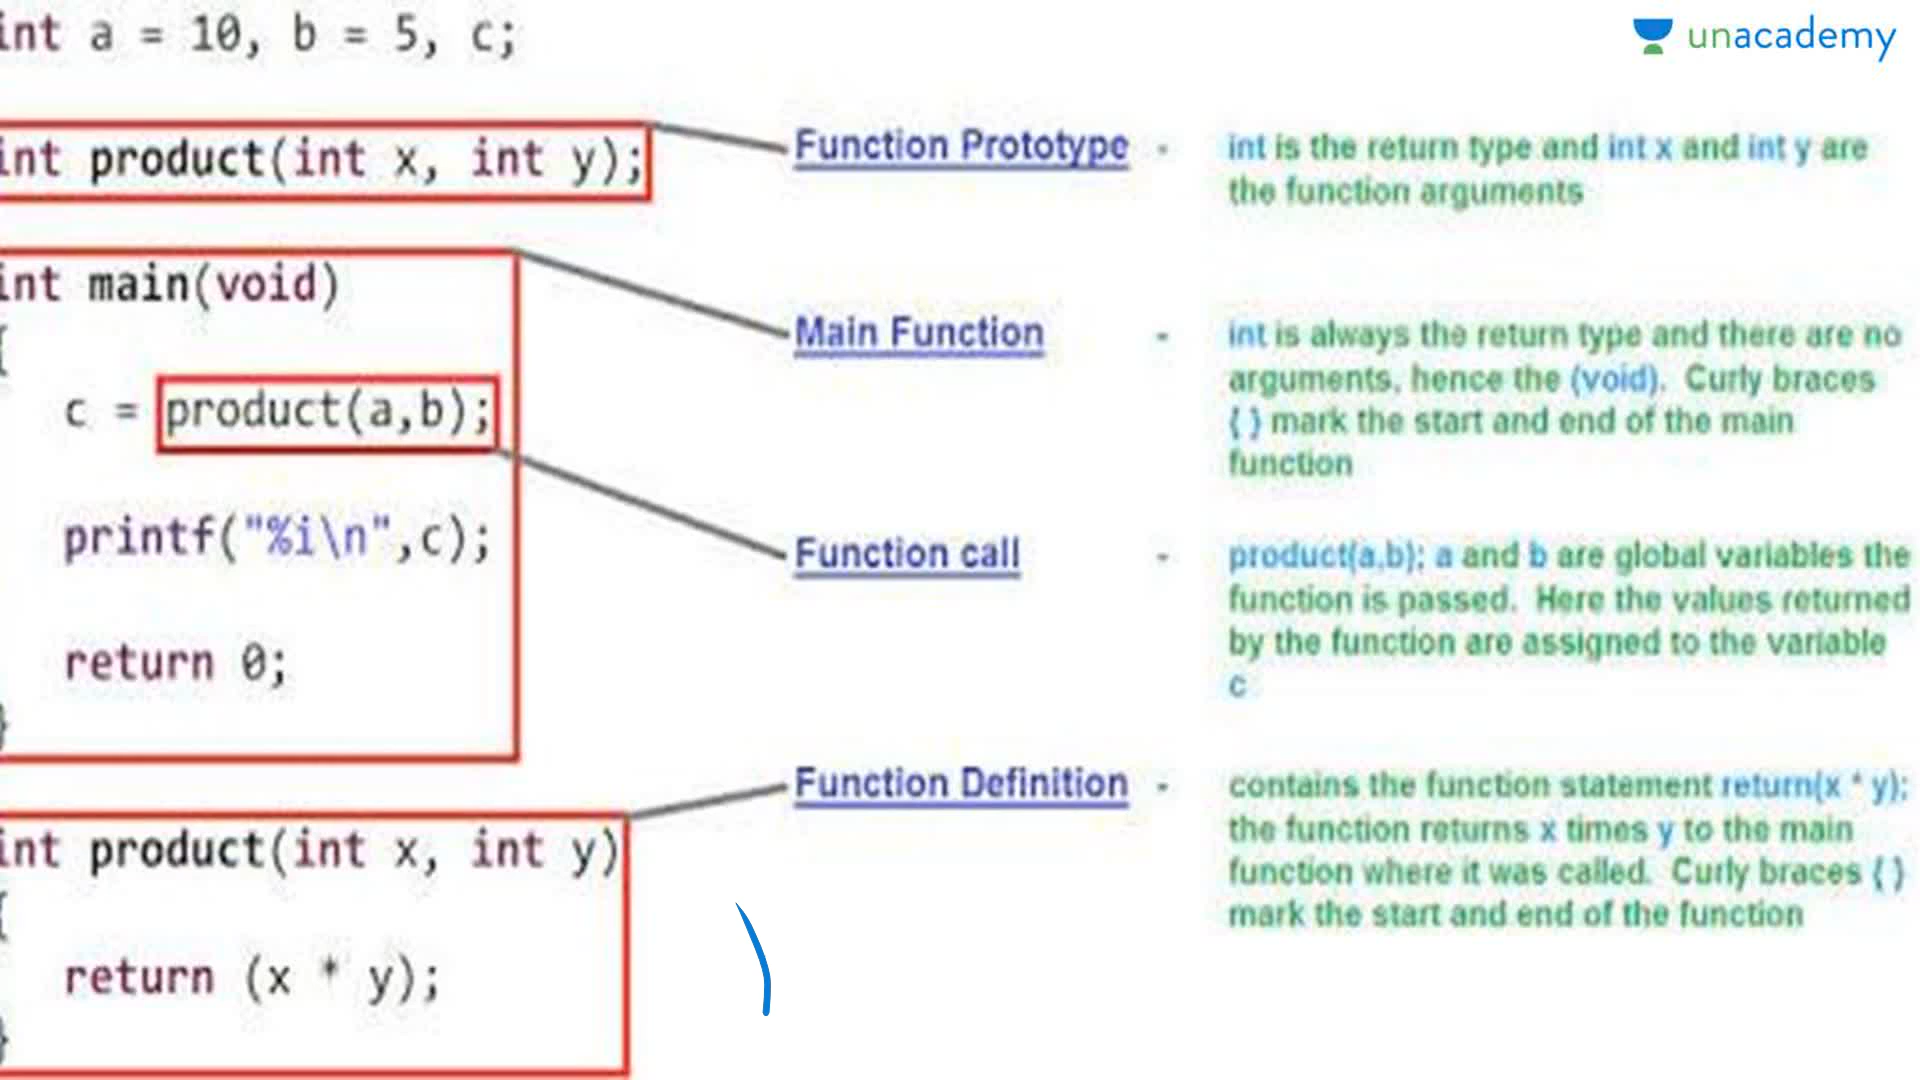 int a = 10, b = 5, c;
unacademy
int product(int x, int y);
Function Prototype - int is the return type and int x and int y are
the function arguments
int main(void)
{
Main Function - int is always the return type and there are no
arguments, hence the (void). Curly braces
{ } mark the start and end of the main
function
c = product(a,b);
printf("%i\n",c);
return 0;
}
Function call - product(a,b); a and b are global variables the
function is passed. Here the values returned
by the function are assigned to the variable
c
int product(int x, int y)
{
return (x * y);
}
Function Definition - contains the function statement return(x * y);
the function returns x times y to the main
function where it was called. Curly braces { }
mark the start and end of the function